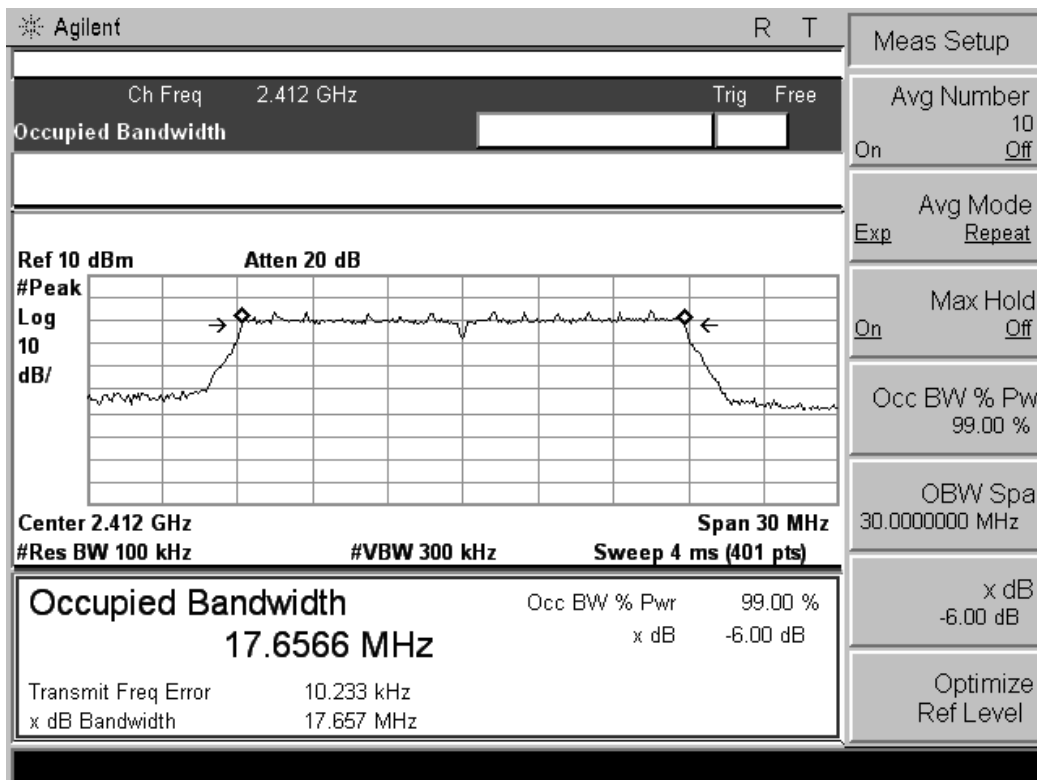 Agilent R T
Ch Freq 2.412 GHz Trig Free
Occupied Bandwidth
Ref 10 dBm Atten 20 dB
#Peak
Log
10
dB/
Center 2.412 GHz Span 30 MHz
#Res BW 100 kHz #VBW 300 kHz Sweep 4 ms (401 pts)
Occupied Bandwidth Occ BW % Pwr 99.00 %
17.6566 MHz x dB -6.00 dB
Transmit Freq Error 10.233 kHz
x dB Bandwidth 17.657 MHz
Meas Setup
Avg Number
10
On Off
Avg Mode
Exp Repeat
Max Hold
On Off
Occ BW % Pw
99.00 %
OBW Spa
30.0000000 MHz
x dB
-6.00 dB
Optimize
Ref Level